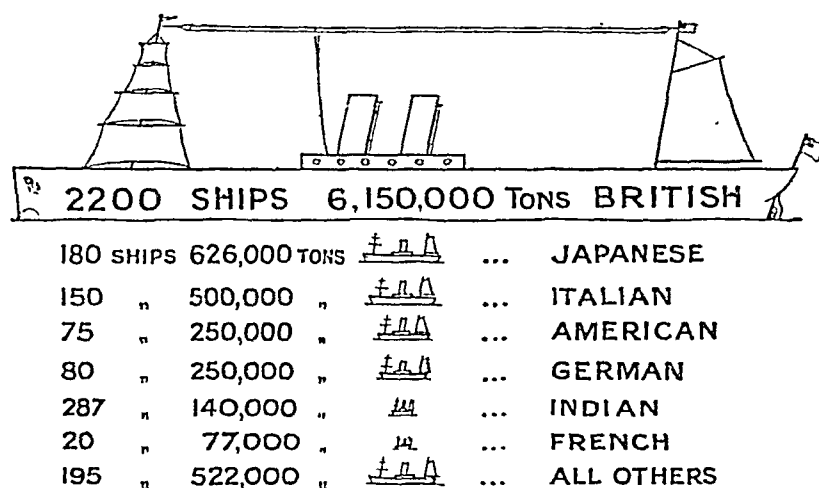 2200 SHIPS 6,150,000 TONS BRITISH
180 SHIPS 626,000 TONS ... JAPANESE
150 „ 500,000 „ ... ITALIAN
75 „ 250,000 „ ... AMERICAN
80 „ 250,000 „ ... GERMAN
287 „ 140,000 „ ... INDIAN
20 „ 77,000 „ ... FRENCH
195 „ 522,000 „ ... ALL OTHERS